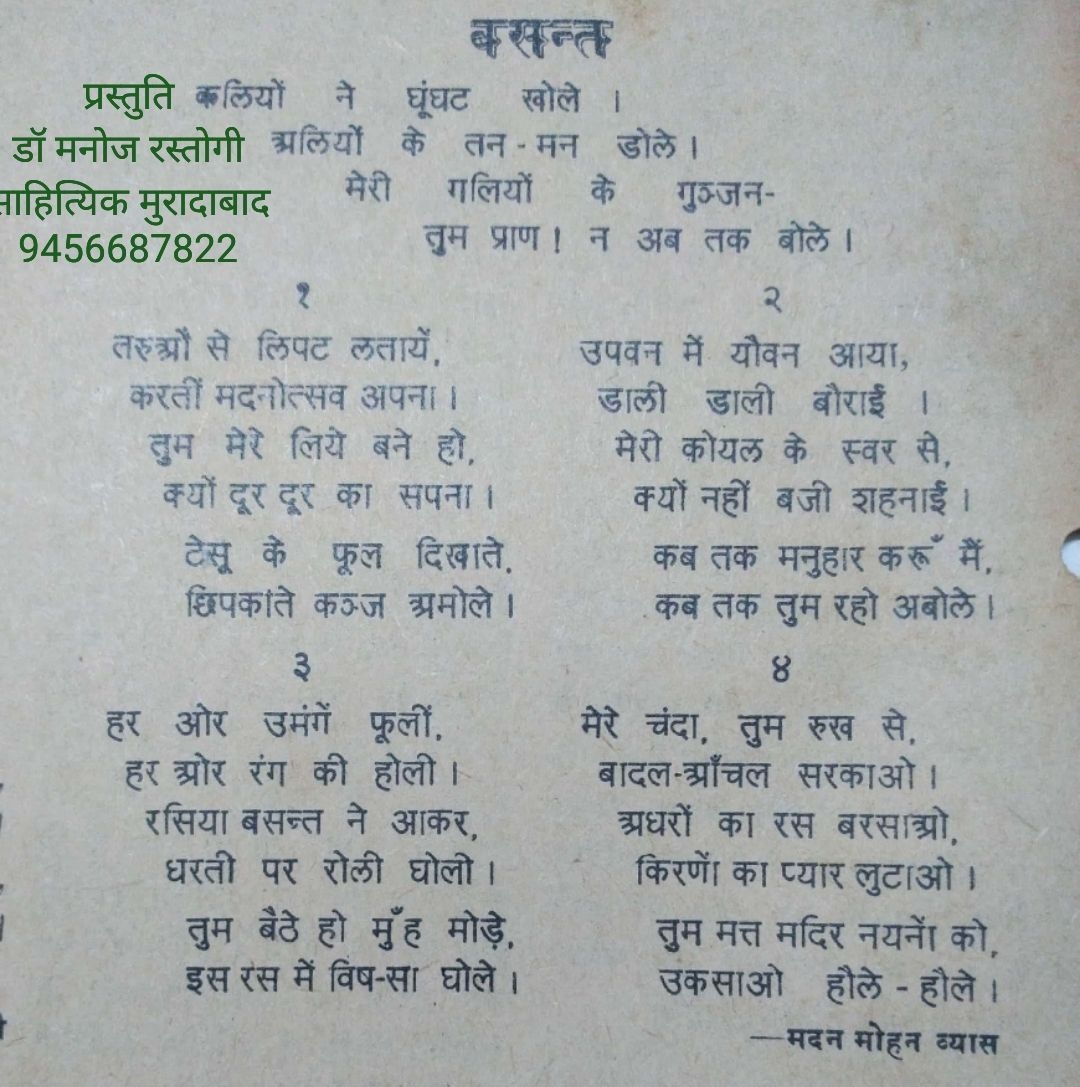 बसन्त
प्रस्तुति
डॉ मनोज रस्तोगी
साहित्यिक मुरादाबाद
9456687822
कलियों ने घूंघट खोले ।
अलियों के तन-मन डोले ।
मेरी गलियों के गुञ्जन-
तुम प्राण ! न अब तक बोले ।
१
तरुओं से लिपट लतायें,
करतीं मदनोत्सव अपना ।
तुम मेरे लिये बने हो,
क्यों दूर दूर का सपना ।
टेसू के फूल दिखाते,
छिपकाते कञ्ज अमोले ।
२
उपवन में यौवन आया,
डाली डाली बौराई ।
मेरी कोयल के स्वर से,
क्यों नहीं बजी शहनाई ।
कब तक मनुहार करूँ मैं,
कब तक तुम रहो अबोले ।
३
हर ओर उमंगें फूलीं,
हर ओर रंग की होली ।
रसिया बसन्त ने आकर,
धरती पर रोली घोली ।
तुम बैठे हो मुँह मोड़े,
इस रस में विष-सा घोले ।
४
मेरे चंदा, तुम रुख से,
बादल-आँचल सरकाओ ।
अधरों का रस बरसाओ,
किरणों का प्यार लुटाओ ।
तुम मत्त मदिर नयनों को,
उकसाओ हौले - हौले ।
—मदन मोहन व्यास